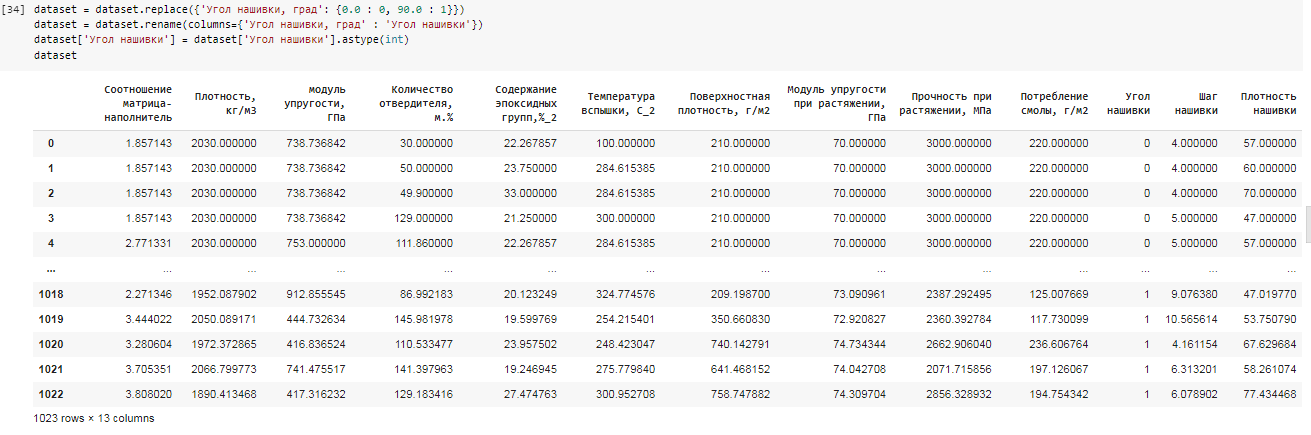 [34] dataset = dataset.replace({'Угол нашивки, град': {0.0 : 0, 90.0 : 1}})
dataset = dataset.rename(columns={'Угол нашивки, град' : 'Угол нашивки'})
dataset['Угол нашивки'] = dataset['Угол нашивки'].astype(int)
dataset
Соотношение матрица-наполнитель Плотность, кг/м3 модуль упругости, ГПа Количество отвердителя, м.% Содержание эпоксидных групп,%_2 Температура вспышки, С_2 Поверхностная плотность, г/м2 Модуль упругости при растяжении, ГПа Прочность при растяжении, МПа Потребление смолы, г/м2 Угол нашивки Шаг нашивки Плотность нашивки
0 1.857143 2030.000000 738.736842 30.000000 22.267857 100.000000 210.000000 70.000000 3000.000000 220.000000 0 4.000000 57.000000
1 1.857143 2030.000000 738.736842 50.000000 23.750000 284.615385 210.000000 70.000000 3000.000000 220.000000 0 4.000000 60.000000
2 1.857143 2030.000000 738.736842 49.900000 33.000000 284.615385 210.000000 70.000000 3000.000000 220.000000 0 4.000000 70.000000
3 1.857143 2030.000000 738.736842 129.000000 21.250000 300.000000 210.000000 70.000000 3000.000000 220.000000 0 5.000000 47.000000
4 2.771331 2030.000000 753.000000 111.860000 22.267857 284.615385 210.000000 70.000000 3000.000000 220.000000 0 5.000000 57.000000
... ... ... ... ... ... ... ... ... ... ... ... ... ...
1018 2.271346 1952.087902 912.855545 86.992183 20.123249 324.774576 209.198700 73.090961 2387.292495 125.007669 1 9.076380 47.019770
1019 3.444022 2050.089171 444.732634 145.981978 19.599769 254.215401 350.660830 72.920827 2360.392784 117.730099 1 10.565614 53.750790
1020 3.280604 1972.372865 416.836524 110.533477 23.957502 248.423047 740.142791 74.734344 2662.906040 236.606764 1 4.161154 67.629684
1021 3.705351 2066.799773 741.475517 141.397963 19.246945 275.779840 641.468152 74.042708 2071.715856 197.126067 1 6.313201 58.261074
1022 3.808020 1890.413468 417.316232 129.183416 27.474763 300.952708 758.747882 74.309704 2856.328932 194.754342 1 6.078902 77.434468
1023 rows × 13 columns